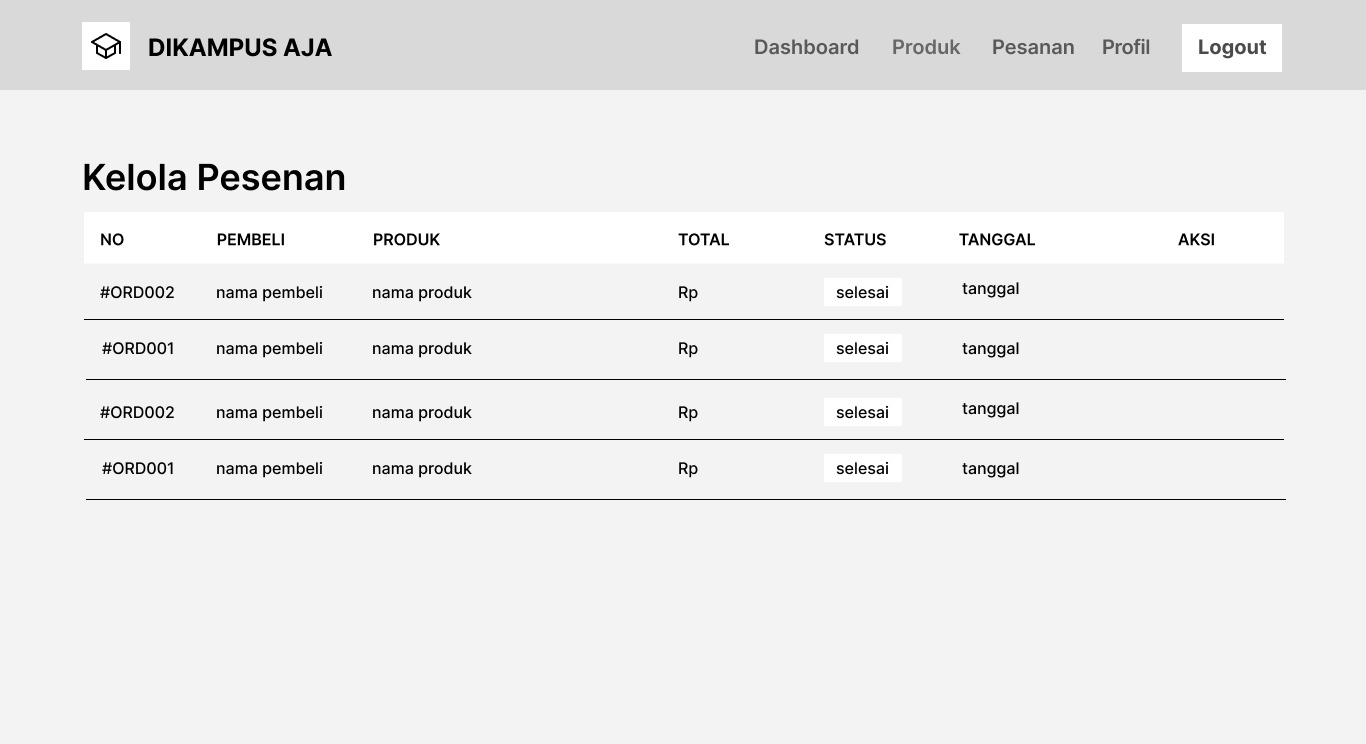 DIKAMPUS AJA Dashboard Produk Pesanan Profil Logout
Kelola Pesenan
NO PEMBELI PRODUK TOTAL STATUS TANGGAL AKSI
#ORD002 nama pembeli nama produk Rp selesai tanggal
#ORD001 nama pembeli nama produk Rp selesai tanggal
#ORD002 nama pembeli nama produk Rp selesai tanggal
#ORD001 nama pembeli nama produk Rp selesai tanggal